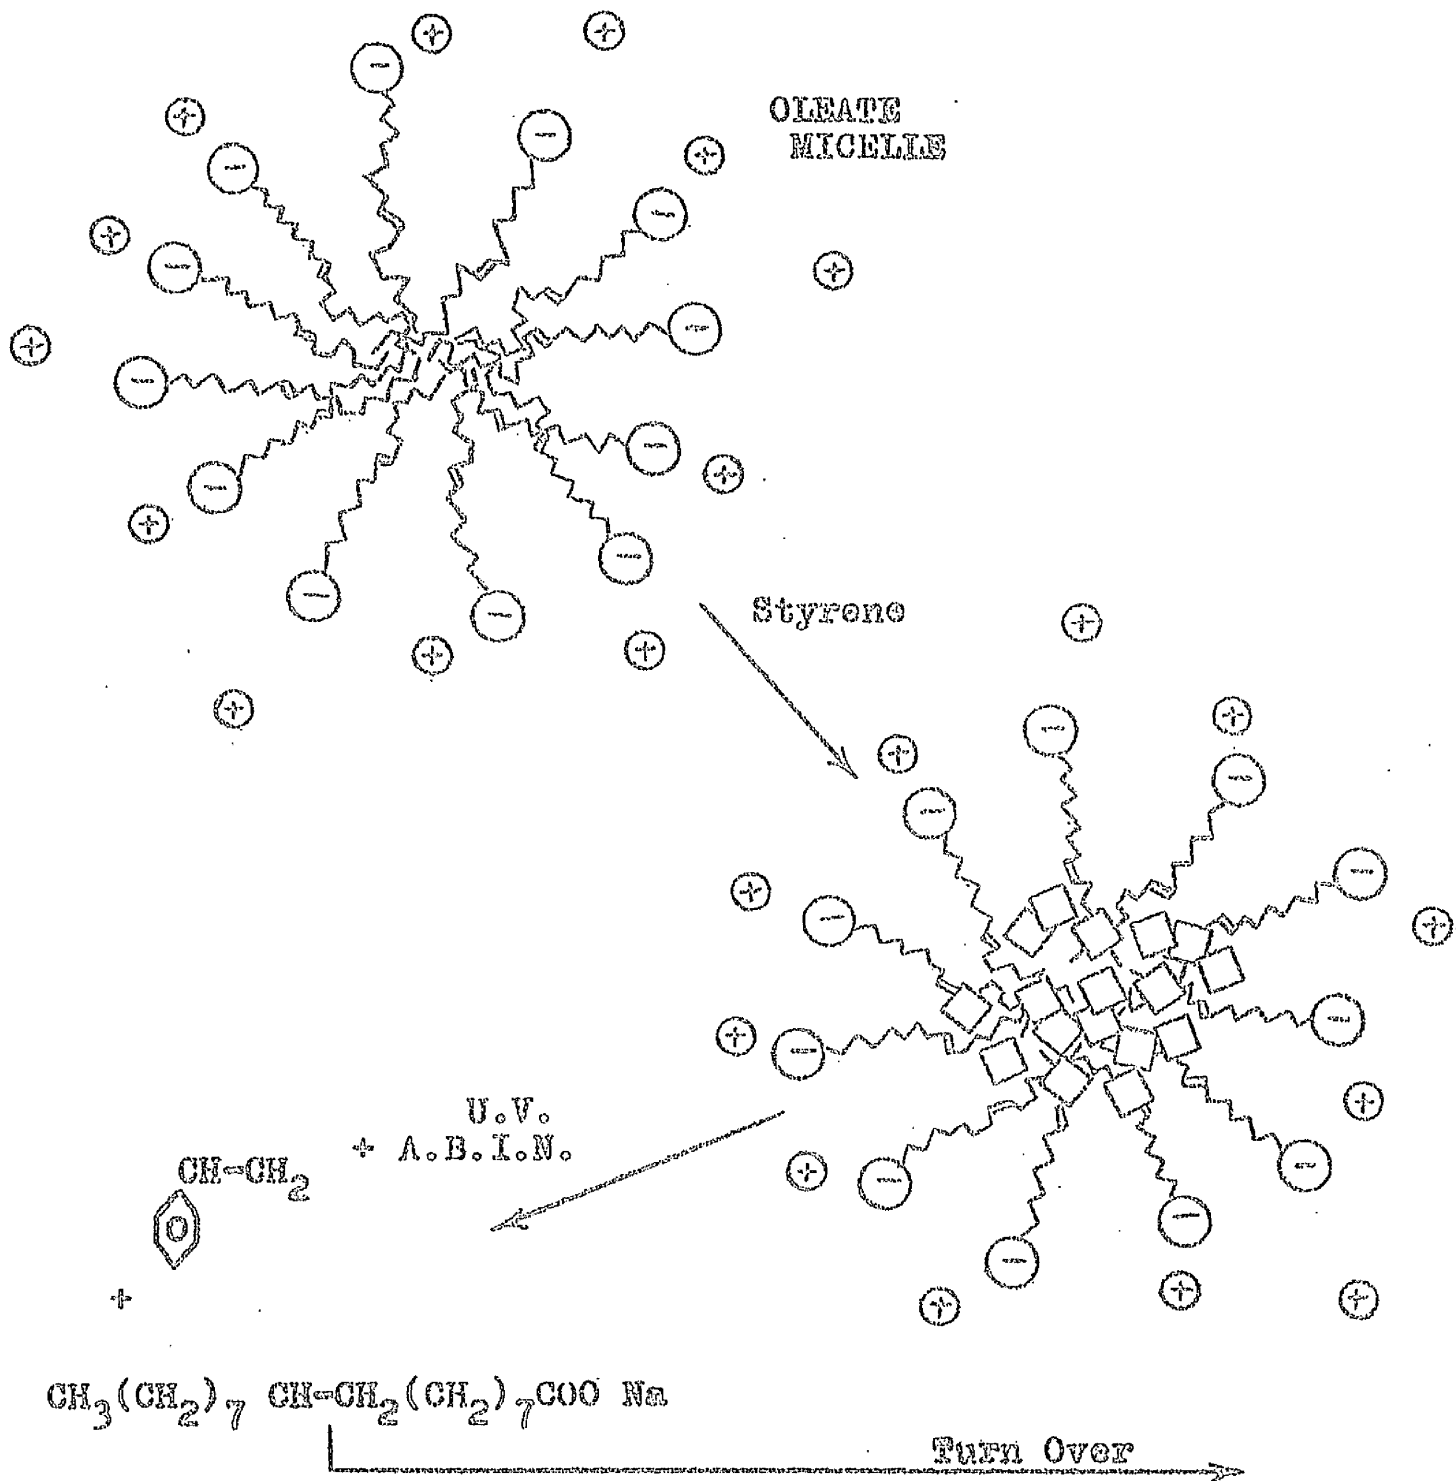 OLEATE
MICELLE
Styrene
U.V.
+ A.B.I.N.
CH-CH₂
+
CH₃(CH₂)₇ CH-CH₂(CH₂)₇COO Na
Turn Over